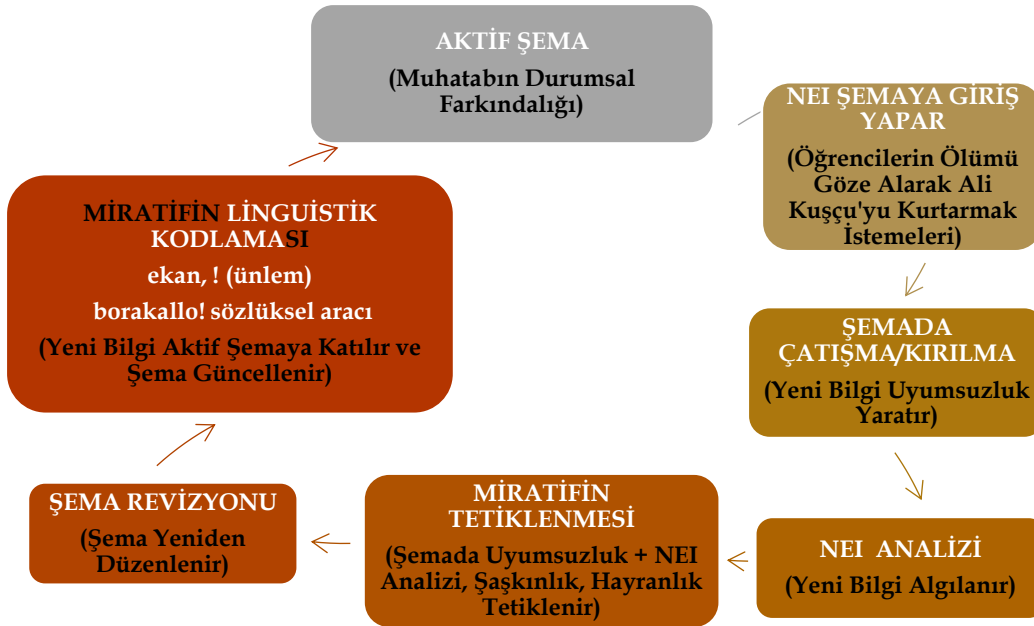 AKTİF ŞEMA
(Muhatabın Durumsal
Farkındalığı)
NEI ŞEMAYA GİRİŞ
YAPAR
(Öğrencilerin Ölümü
Göze Alarak Ali
Kuşçu'yu Kurtarmak
İstemeleri)
ŞEMADA
ÇATIŞMA/KIRILMA
(Yeni Bilgi Uyumsuzluk
Yaratır)
NEI ANALİZİ
(Yeni Bilgi Algılanır)
MİRATİFİN
TETİKLENMESİ
(Şemada Uyumsuzluk + NEI
Analizi, Şaşkınlık, Hayranlık
Tetiklenir)
ŞEMA REVİZYONU
(Şema Yeniden
Düzenlenir)
MİRATİFİN LİNGUİSTİK
KODLAMASI
ekan, ! (ünlem)
borakallo! sözlüksel aracı
(Yeni Bilgi Aktif Şemaya Katılır ve
Şema Güncellenir)